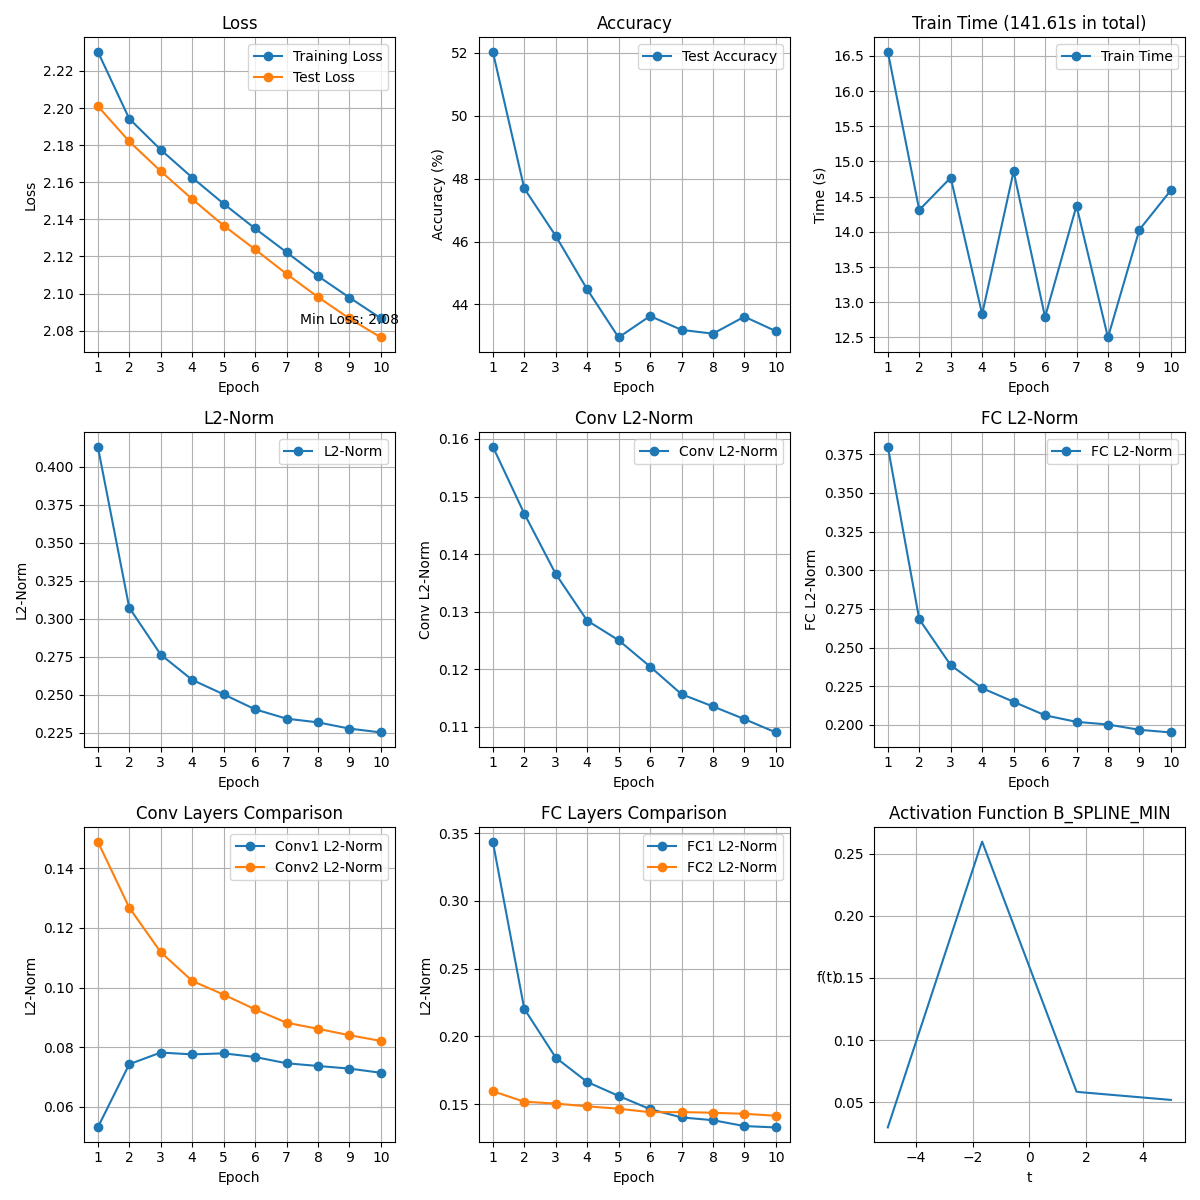 Loss
Training Loss
Test Loss
Min Loss: 2.08
Loss
2.22
2.20
2.18
2.16
2.14
2.12
2.10
2.08
1 2 3 4 5 6 7 8 9 10
Epoch
Accuracy
Test Accuracy
Accuracy (%)
52
50
48
46
44
1 2 3 4 5 6 7 8 9 10
Epoch
Train Time (141.61s in total)
Train Time
Time (s)
16.5
16.0
15.5
15.0
14.5
14.0
13.5
13.0
12.5
1 2 3 4 5 6 7 8 9 10
Epoch
L2-Norm
L2-Norm
L2-Norm
0.400
0.375
0.350
0.325
0.300
0.275
0.250
0.225
1 2 3 4 5 6 7 8 9 10
Epoch
Conv L2-Norm
Conv L2-Norm
Conv L2-Norm
0.16
0.15
0.14
0.13
0.12
0.11
1 2 3 4 5 6 7 8 9 10
Epoch
FC L2-Norm
FC L2-Norm
FC L2-Norm
0.375
0.350
0.325
0.300
0.275
0.250
0.225
0.200
1 2 3 4 5 6 7 8 9 10
Epoch
Conv Layers Comparison
Conv1 L2-Norm
Conv2 L2-Norm
L2-Norm
0.14
0.12
0.10
0.08
0.06
1 2 3 4 5 6 7 8 9 10
Epoch
FC Layers Comparison
FC1 L2-Norm
FC2 L2-Norm
L2-Norm
0.35
0.30
0.25
0.20
0.15
1 2 3 4 5 6 7 8 9 10
Epoch
Activation Function B_SPLINE_MIN
f(t)
0.25
0.20
0.15
0.10
0.05
−4 −2 0 2 4
t